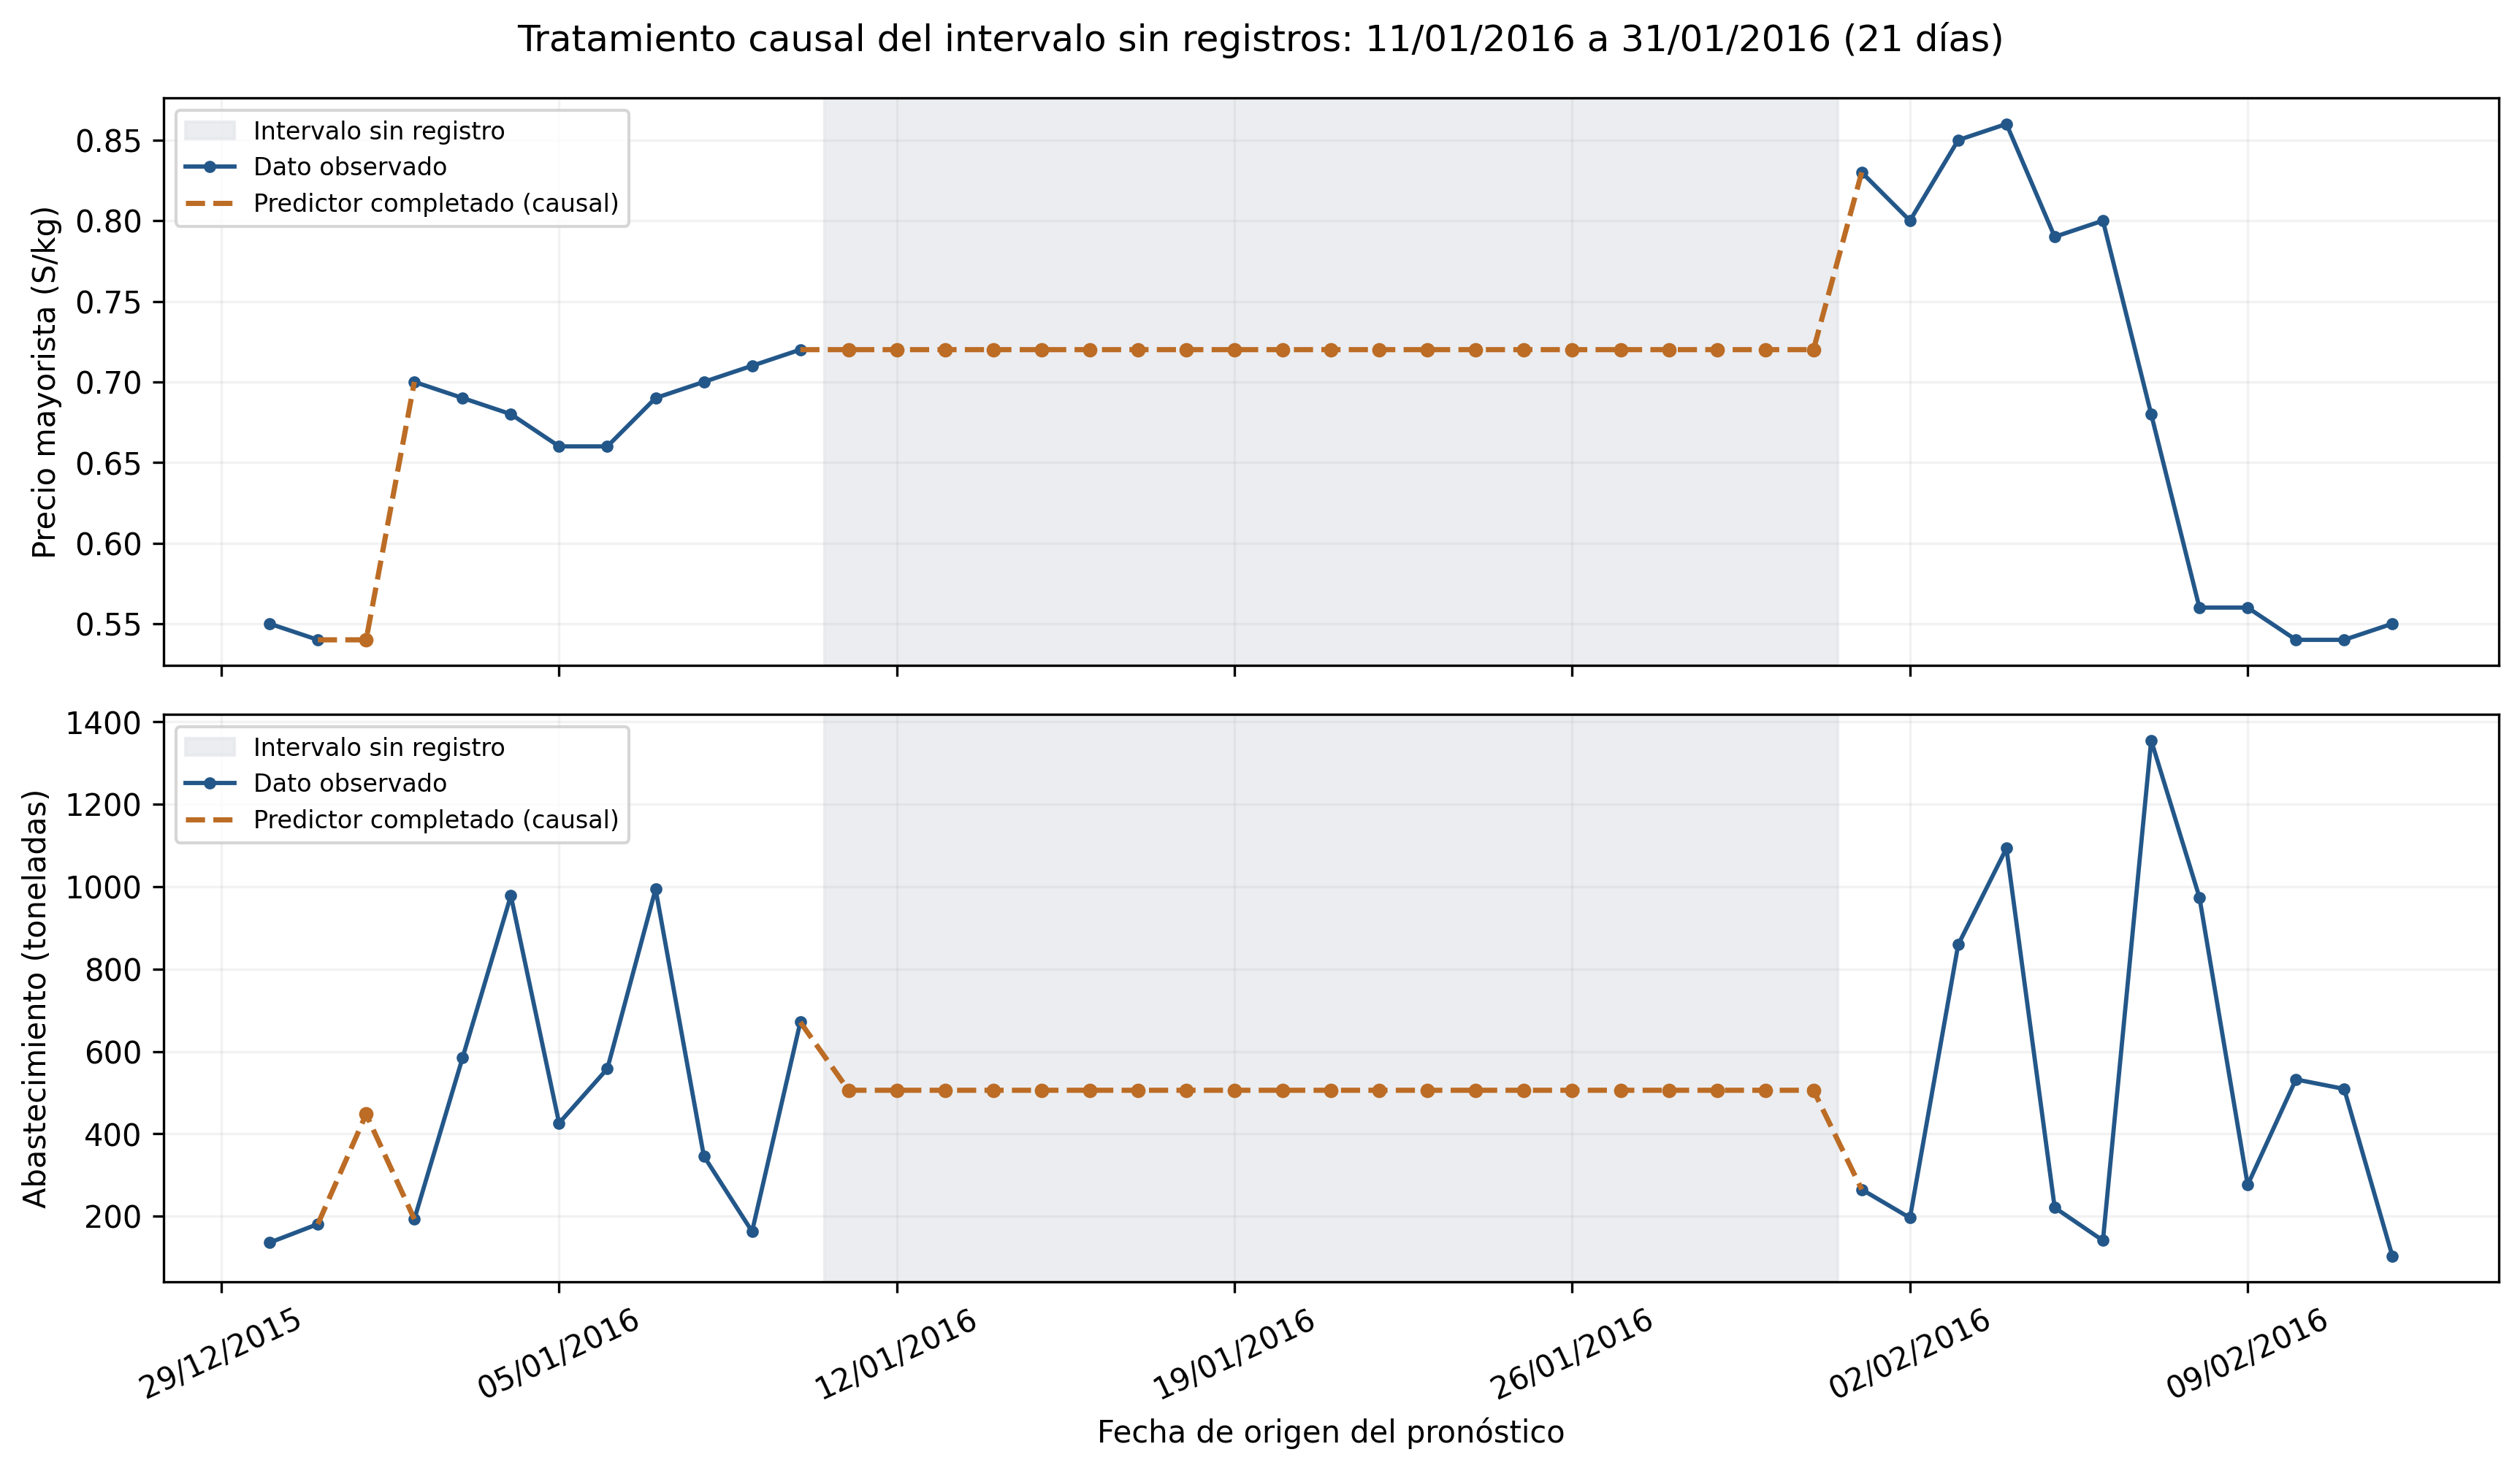 Tratamiento causal del intervalo sin registros: 11/01/2016 a 31/01/2016 (21 días)
Intervalo sin registro
Dato observado
Predictor completado (causal)
Precio mayorista (S/kg)
0.85
0.80
0.75
0.70
0.65
0.60
0.55
Intervalo sin registro
Dato observado
Predictor completado (causal)
Abastecimiento (toneladas)
1400
1200
1000
800
600
400
200
29/12/2015
05/01/2016
12/01/2016
19/01/2016
26/01/2016
02/02/2016
09/02/2016
Fecha de origen del pronóstico